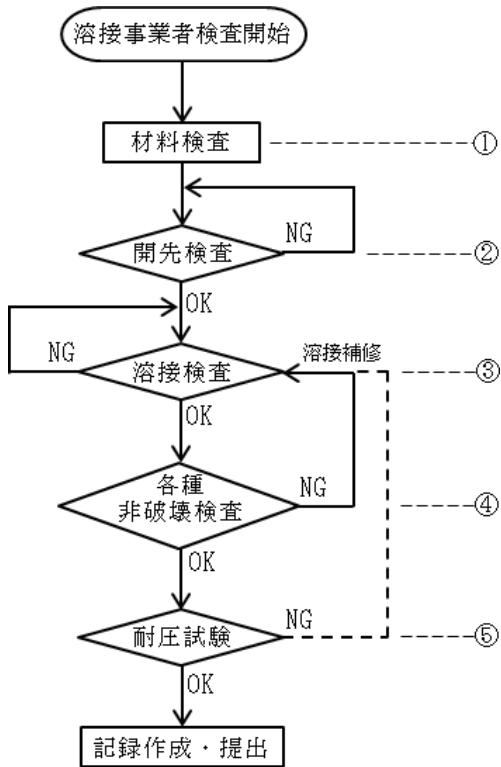 溶接事業者検査開始
材料検査
①
NG
開先検査
②
OK
溶接補修
NG
溶接検査
③
OK
各種
非破壊検査
NG
④
OK
NG
耐圧試験
⑤
OK
記録作成・提出